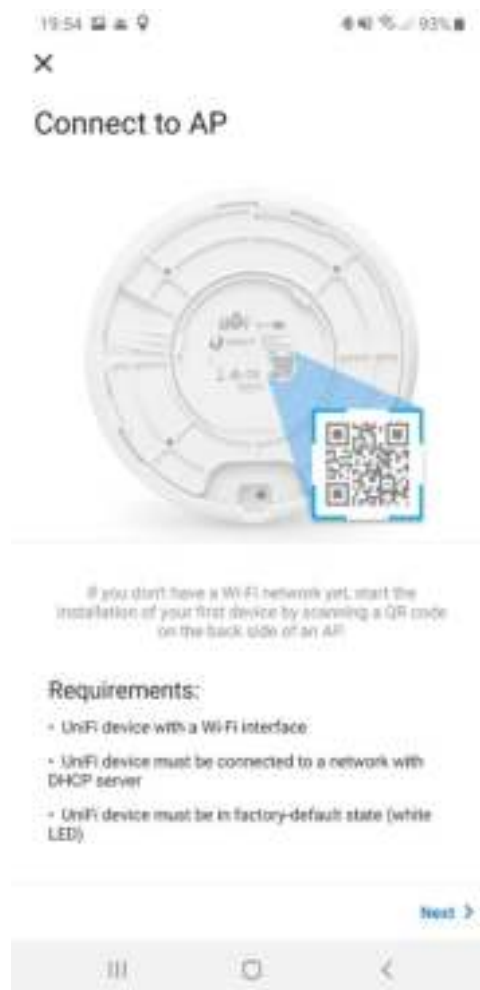 19:54 93%
Connect to AP
If you don't have a Wi-Fi network yet, start the
installation of your first device by scanning a QR code
on the back side of an AP.
Requirements:
• UniFi device with a Wi-Fi interface
• UniFi device must be connected to a network with
DHCP server
• UniFi device must be in factory-default state (white
LED)
Next